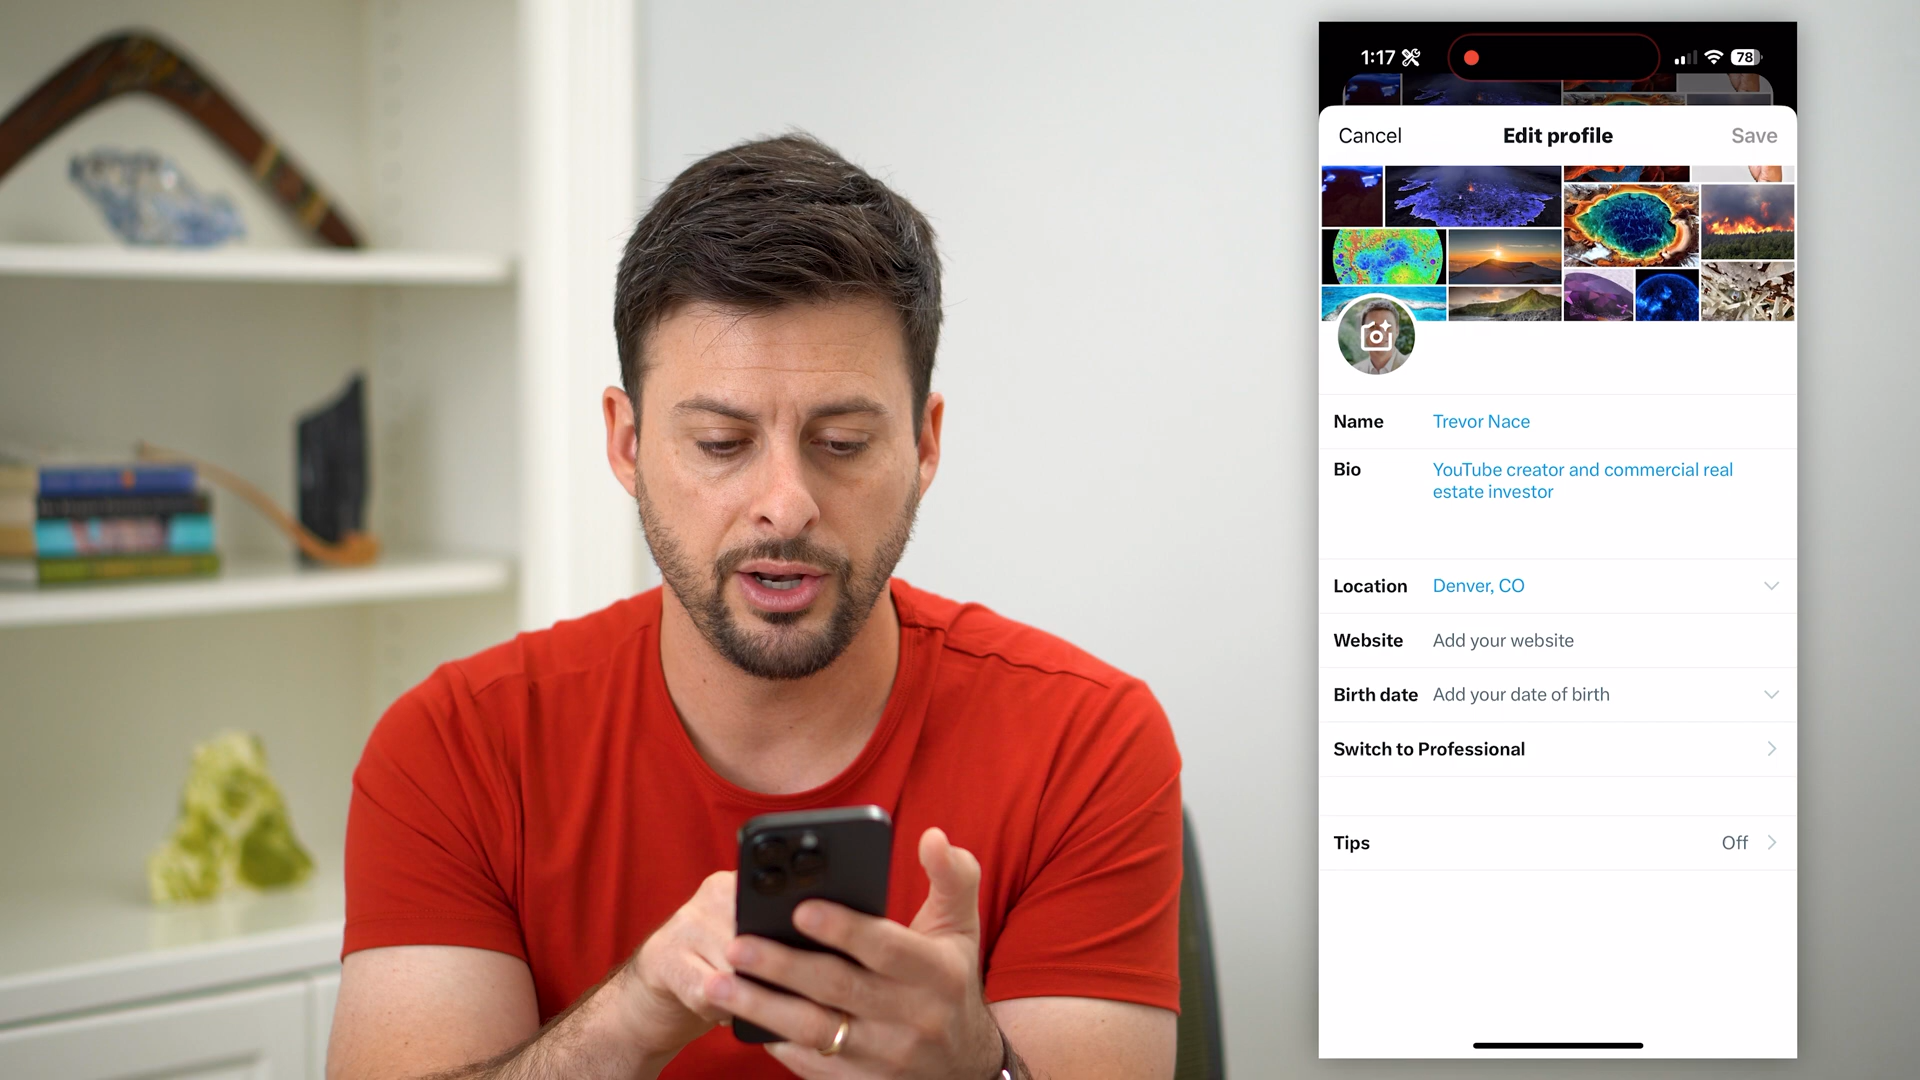 1:17
78
Cancel
Edit profile
Save
Name
Trevor Nace
Bio
YouTube creator and commercial real
estate investor
Location
Denver, CO
Website
Add your website
Birth date
Add your date of birth
Switch to Professional
Tips
Off